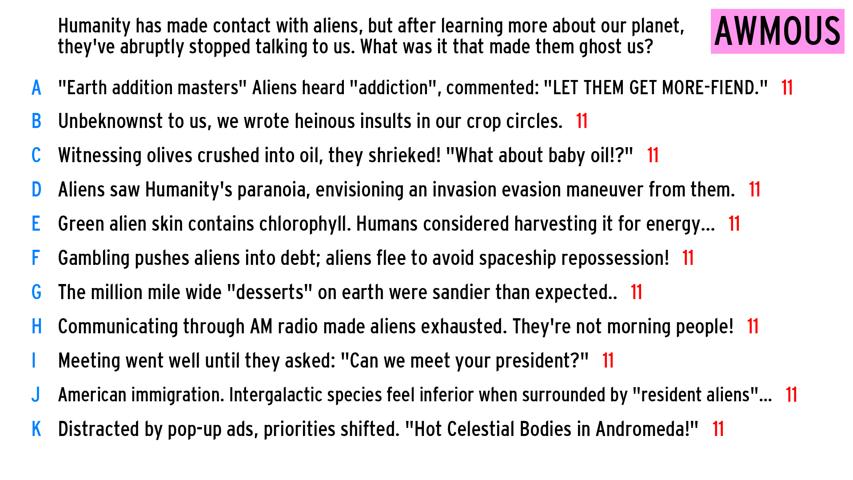 Humanity has made contact with aliens, but after learning more about our planet,
they've abruptly stopped talking to us. What was it that made them ghost us?
AWMOUS
A "Earth addition masters" Aliens heard "addiction", commented: "LET THEM GET MORE-FIEND." 11
B Unbeknownst to us, we wrote heinous insults in our crop circles. 11
C Witnessing olives crushed into oil, they shrieked! "What about baby oil!?" 11
D Aliens saw Humanity's paranoia, envisioning an invasion evasion maneuver from them. 11
E Green alien skin contains chlorophyll. Humans considered harvesting it for energy... 11
F Gambling pushes aliens into debt; aliens flee to avoid spaceship repossession! 11
G The million mile wide "desserts" on earth were sandier than expected.. 11
H Communicating through AM radio made aliens exhausted. They're not morning people! 11
I Meeting went well until they asked: "Can we meet your president?" 11
J American immigration. Intergalactic species feel inferior when surrounded by "resident aliens"... 11
K Distracted by pop-up ads, priorities shifted. "Hot Celestial Bodies in Andromeda!" 11